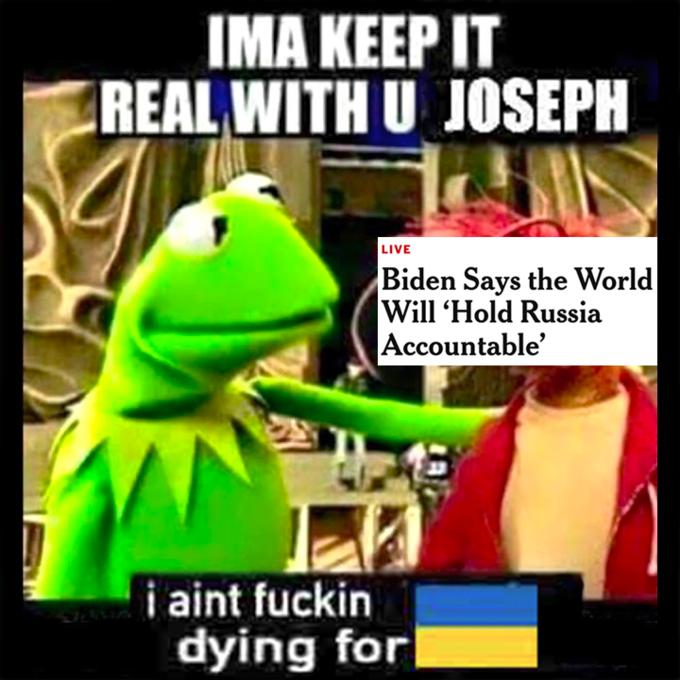 IMA KEEP IT
REAL WITH U JOSEPH
LIVE
Biden Says the World
Will ‘Hold Russia
Accountable’
i aint fuckin
dying for